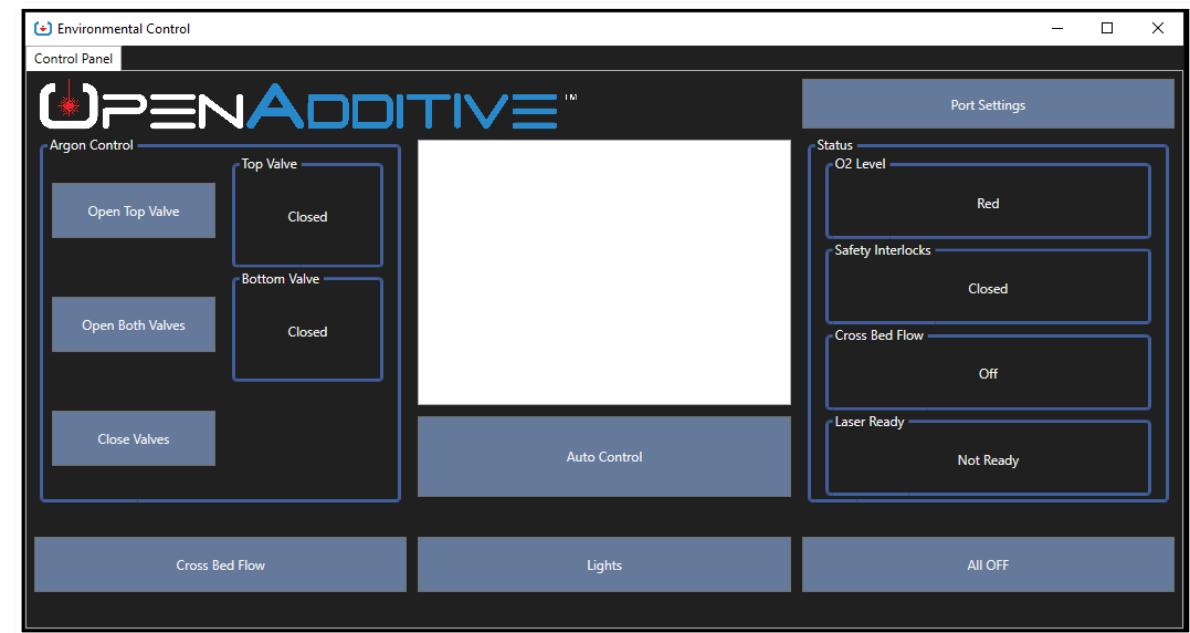 Environmental Control
Control Panel
OPENADDITIVE™
Port Settings
Argon Control
Open Top Valve
Top Valve
Closed
Open Both Valves
Bottom Valve
Closed
Close Valves
Auto Control
Status
O2 Level
Red
Safety Interlocks
Closed
Cross Bed Flow
Off
Laser Ready
Not Ready
Cross Bed Flow
Lights
All OFF